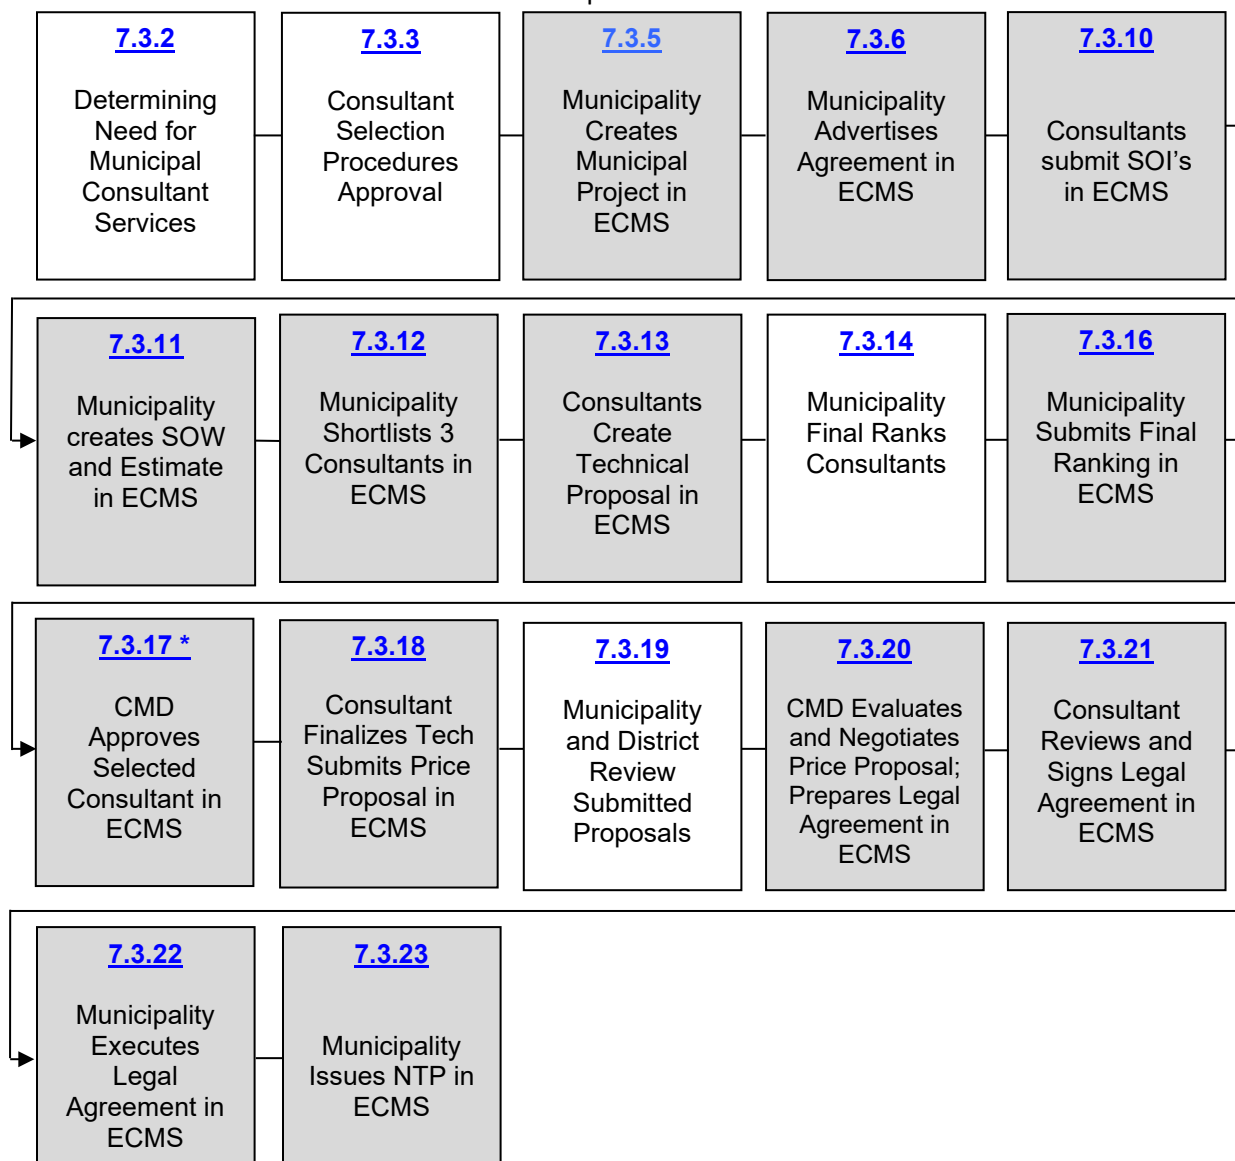 7.3.2
Determining
Need for
Municipal
Consultant
Services
7.3.3
Consultant
Selection
Procedures
Approval
7.3.5
Municipality
Creates
Municipal
Project in
ECMS
7.3.6
Municipality
Advertises
Agreement in
ECMS
7.3.10
Consultants
submit SOI's
in ECMS
7.3.11
Municipality
creates SOW
and Estimate
in ECMS
7.3.12
Municipality
Shortlists 3
Consultants in
ECMS
7.3.13
Consultants
Create
Technical
Proposal in
ECMS
7.3.14
Municipality
Final Ranks
Consultants
7.3.16
Municipality
Submits Final
Ranking in
ECMS
7.3.17 *
CMD
Approves
Selected
Consultant in
ECMS
7.3.18
Consultant
Finalizes Tech
Submits Price
Proposal in
ECMS
7.3.19
Municipality
and District
Review
Submitted
Proposals
7.3.20
CMD Evaluates
and Negotiates
Price Proposal;
Prepares Legal
Agreement in
ECMS
7.3.21
Consultant
Reviews and
Signs Legal
Agreement in
ECMS
7.3.22
Municipality
Executes
Legal
Agreement in
ECMS
7.3.23
Municipality
Issues NTP in
ECMS